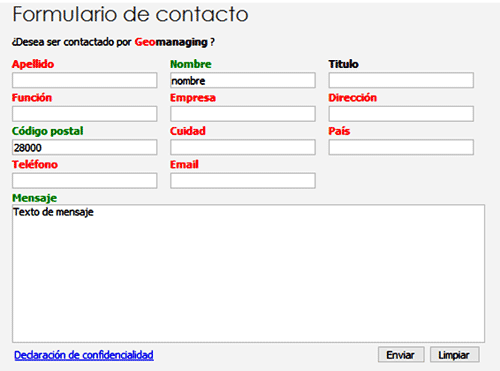 Formulario de contacto
¿Desea ser contactado por Geomanaging ?
Apellido Nombre Titulo
nombre
Función Empresa Dirección
Código postal Cuidad País
28000
Teléfono Email
Mensaje
Texto de mensaje
Declaración de confidencialidad Enviar Limpiar